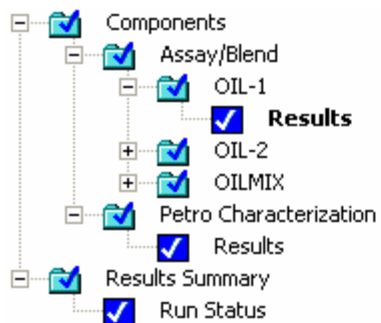 Components
Assay/Blend
OIL-1
Results
OIL-2
OILMIX
Petro Characterization
Results
Results Summary
Run Status